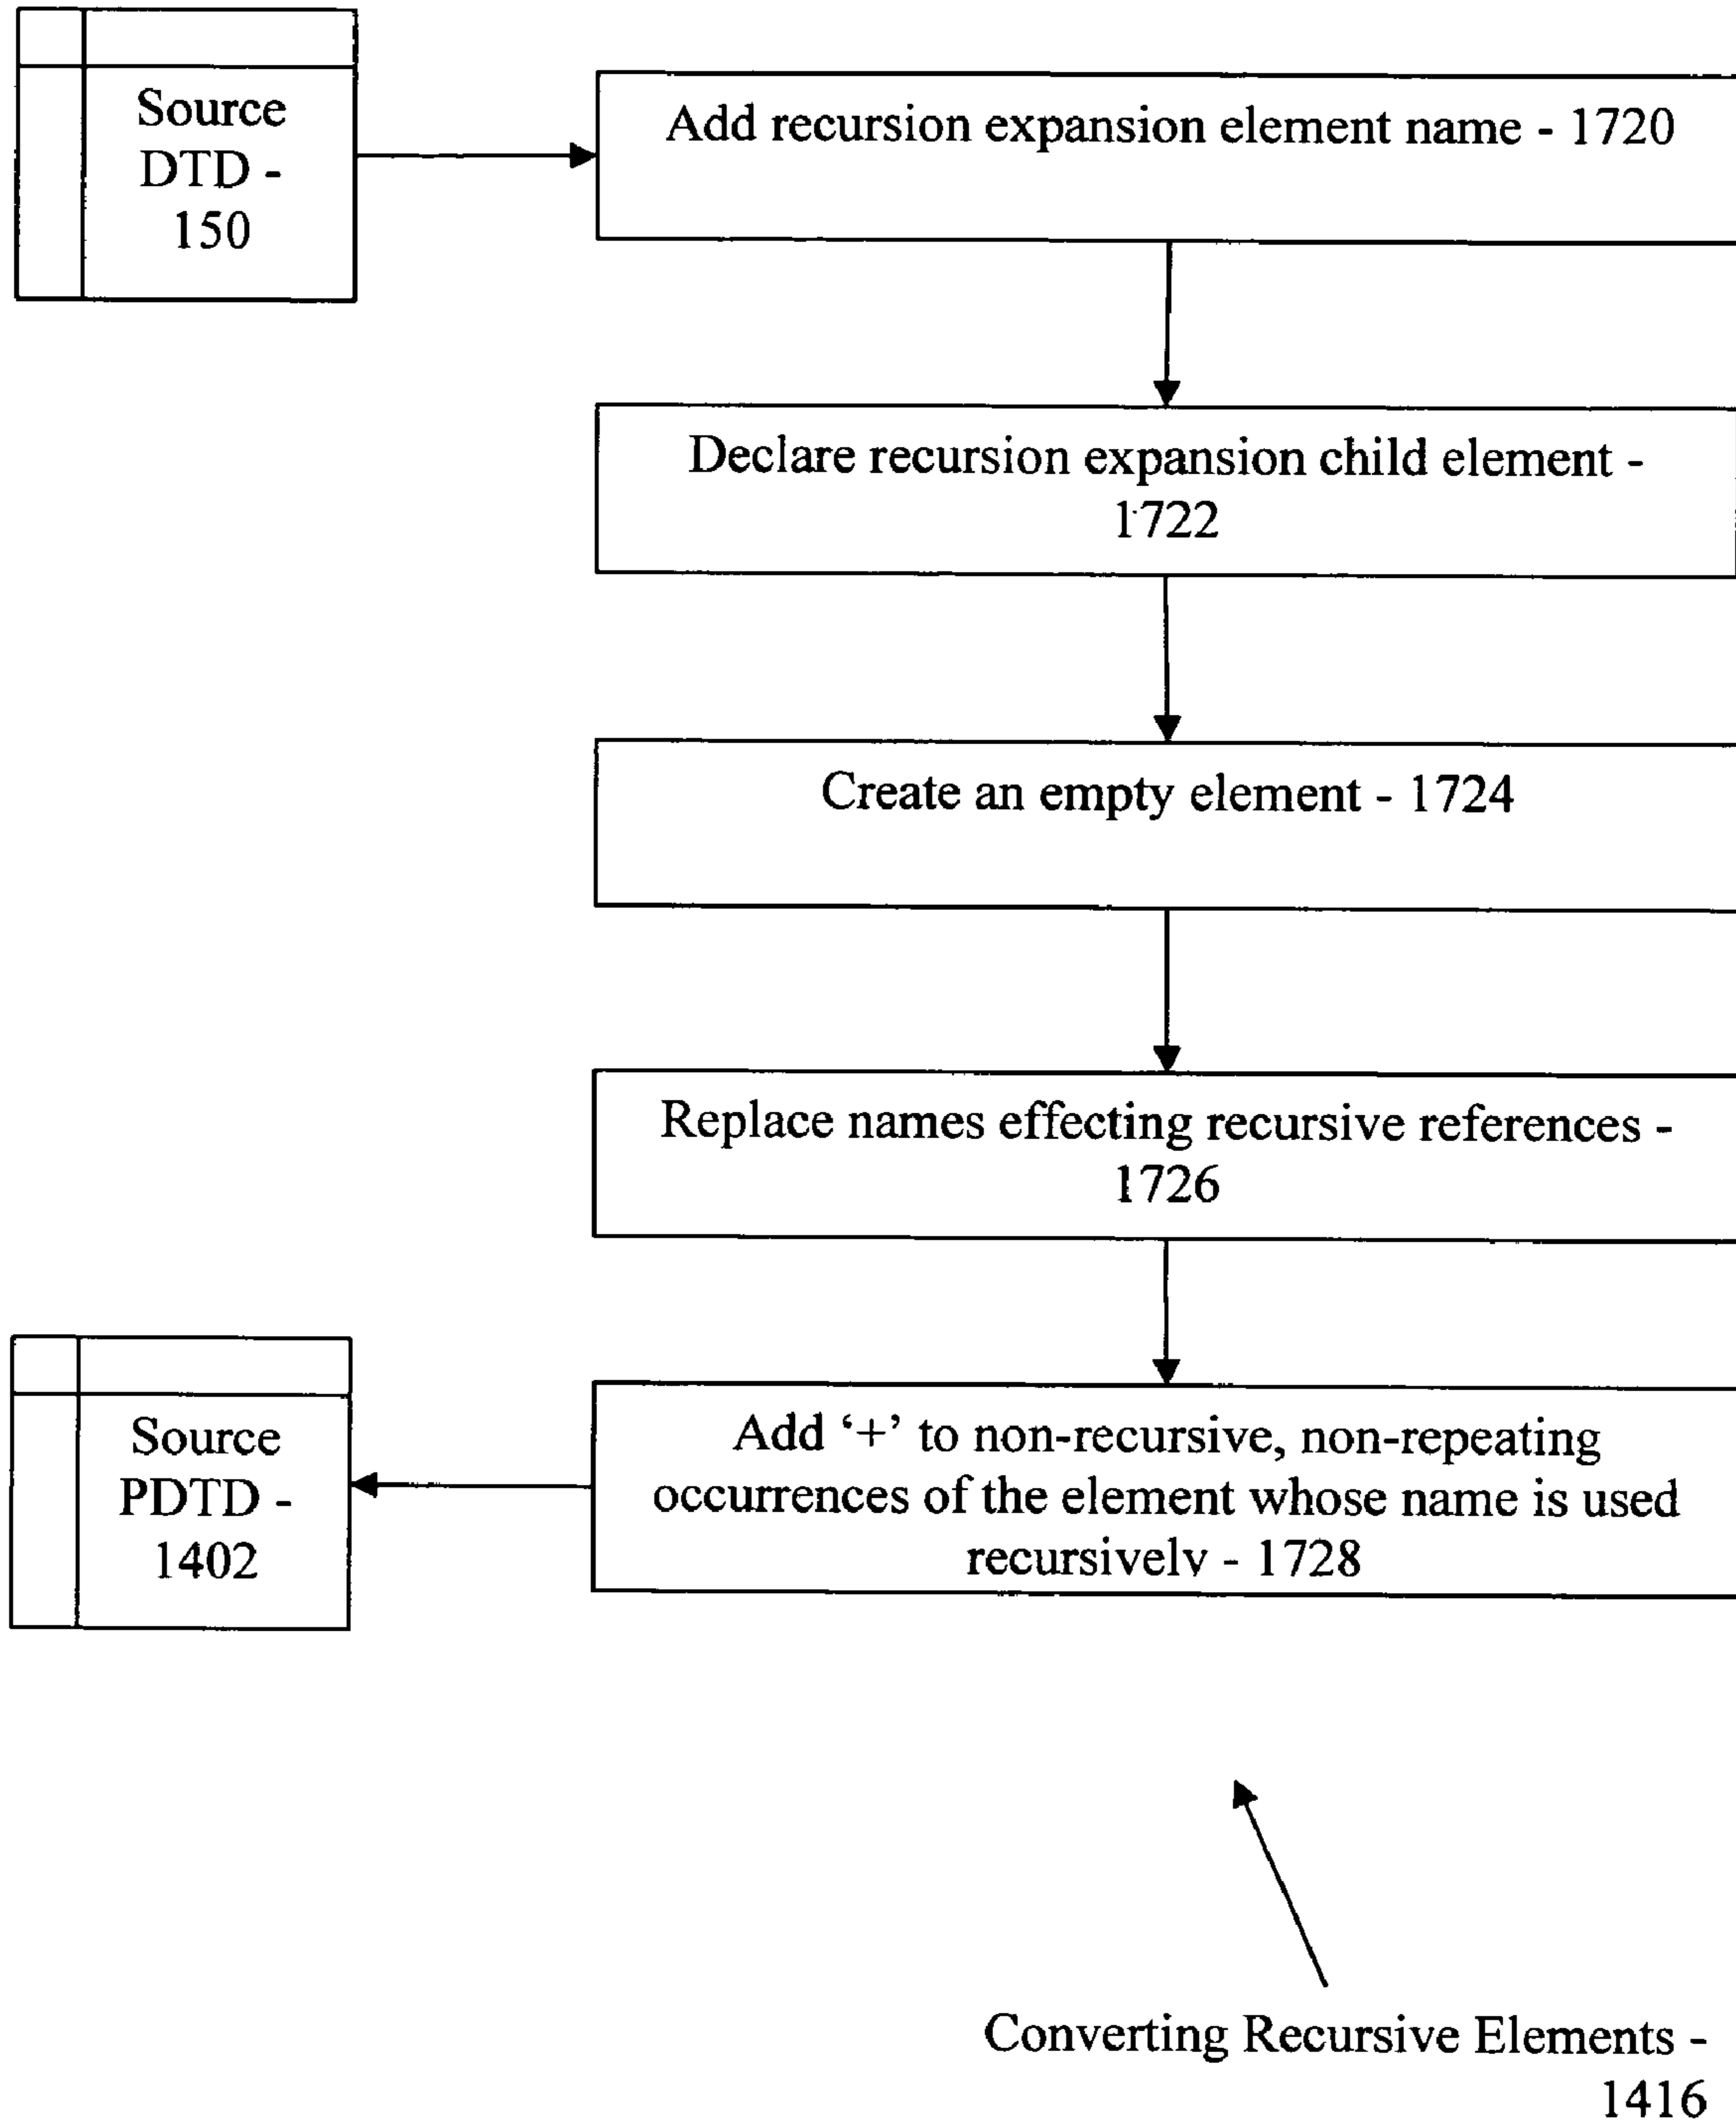 Source
DTD -
150
Add recursion expansion element name - 1720
Declare recursion expansion child element -
1722
Create an empty element - 1724
Replace names effecting recursive references -
1726
Source
PDTD -
1402
Add ‘+’ to non-recursive, non-repeating
occurrences of the element whose name is used
recursively - 1728
Converting Recursive Elements -
1416